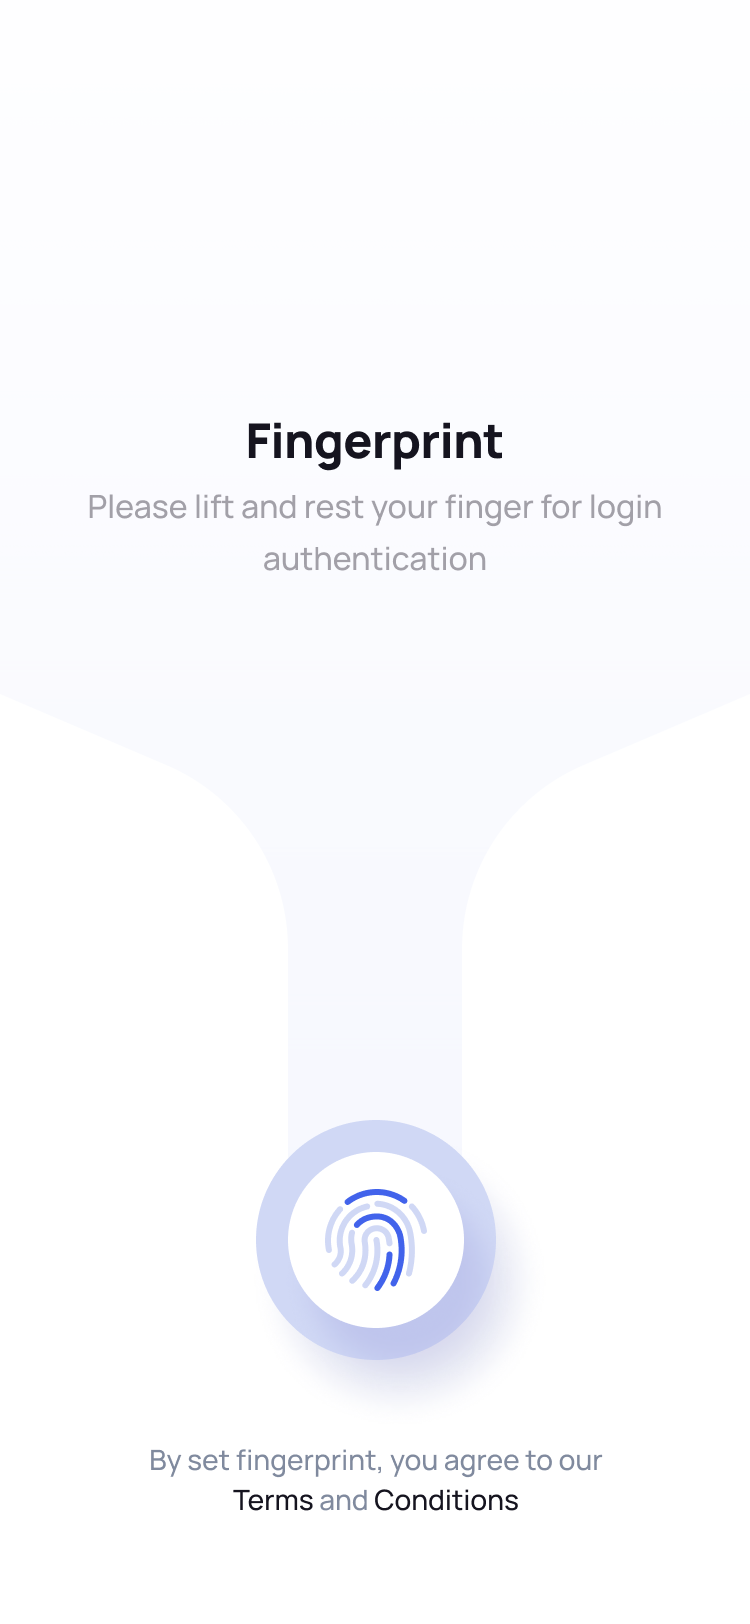 Fingerprint
Please lift and rest your finger for login
authentication
By set fingerprint, you agree to our
Terms and Conditions